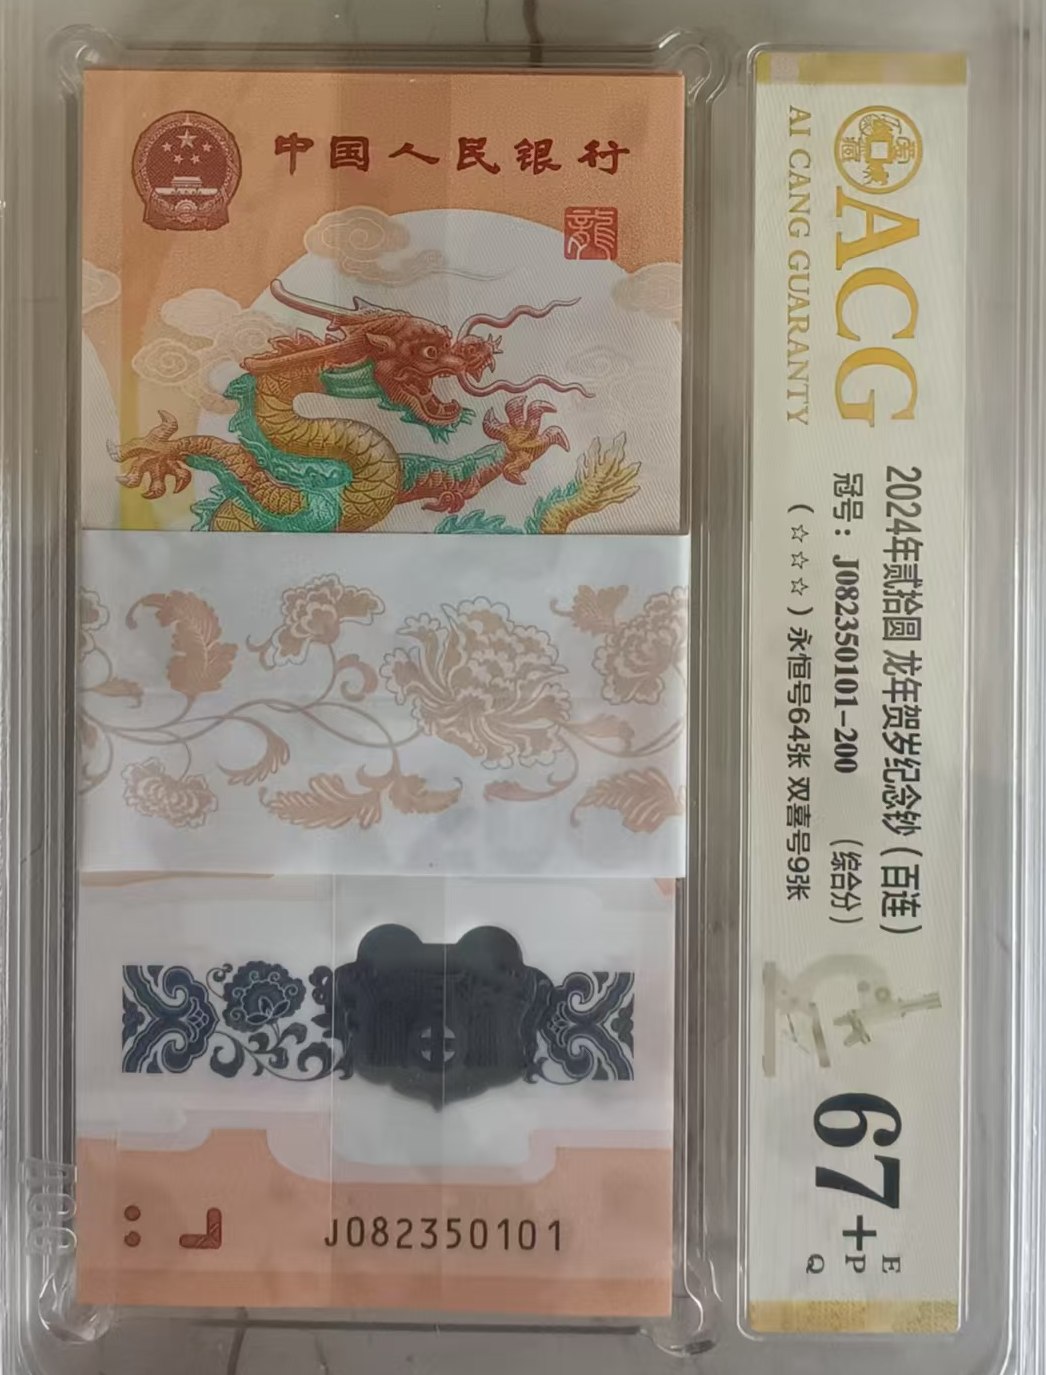 中国人民银行
龍
J082350101
ACG
AI CANG GUARANTY
2024年贰拾圆 龙年贺岁纪念钞（百连）
冠号：J082350101-200 （综合分）
（☆☆☆）永恒号64张 双喜号9张
67+
E
P
Q